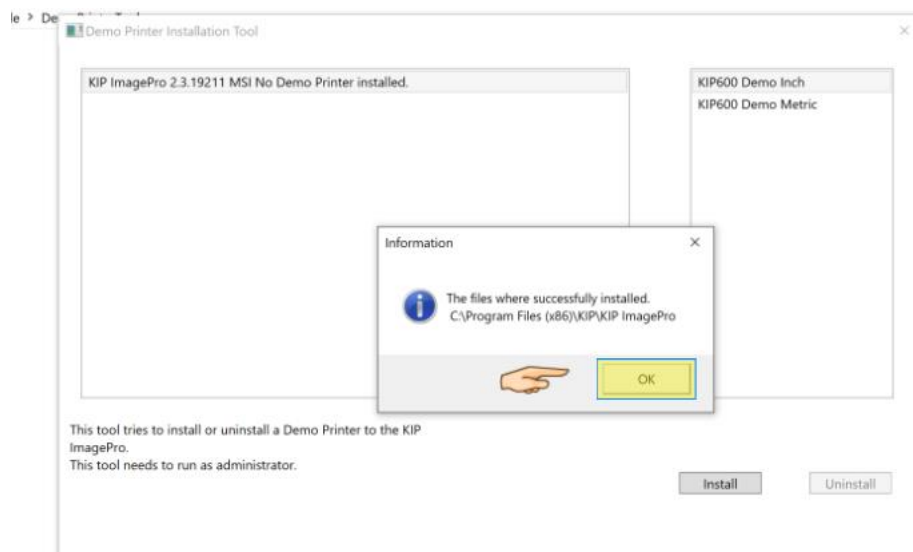 Demo Printer Installation Tool
KIP ImagePro 2.3.19211 MSI No Demo Printer installed.
KIP600 Demo Inch
KIP600 Demo Metric
Information
The files where successfully installed.
C:\Program Files (x86)\KIP\KIP ImagePro
OK
This tool tries to install or uninstall a Demo Printer to the KIP
ImagePro.
This tool needs to run as administrator.
Install
Uninstall